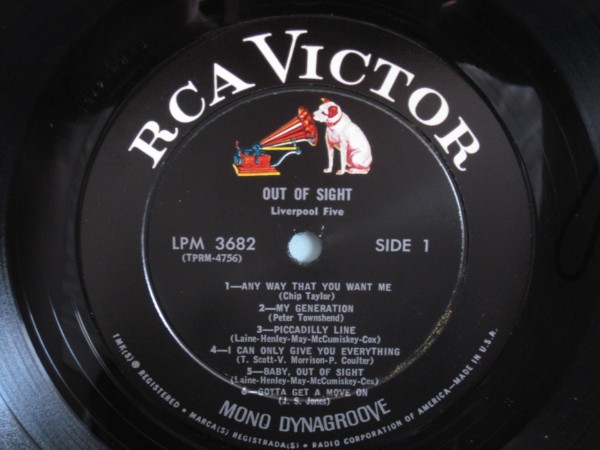 RCA VICTOR
OUT OF SIGHT
Liverpool Five
LPM 3682
(TPRM-4756)
SIDE 1
1—ANY WAY THAT YOU WANT ME
(Chip Taylor)
2—MY GENERATION
(Peter Townshend)
3—PICCADILLY LINE
(Laine-Henley-May-McCumiskey-Cox)
4—I CAN ONLY GIVE YOU EVERYTHING
(T. Scott-V. Morrison-P. Coulter)
5—BABY, OUT OF SIGHT
(Laine-Henley-May-McCumiskey-Cox)
6—GOTTA GET A MOVE ON
(J. S. Jones)
MONO DYNAGROOVE
TMK(S) ® REGISTERED • MARCA(S) REGISTRADA(S) • RADIO CORPORATION OF AMERICA—MADE IN U.S.A.